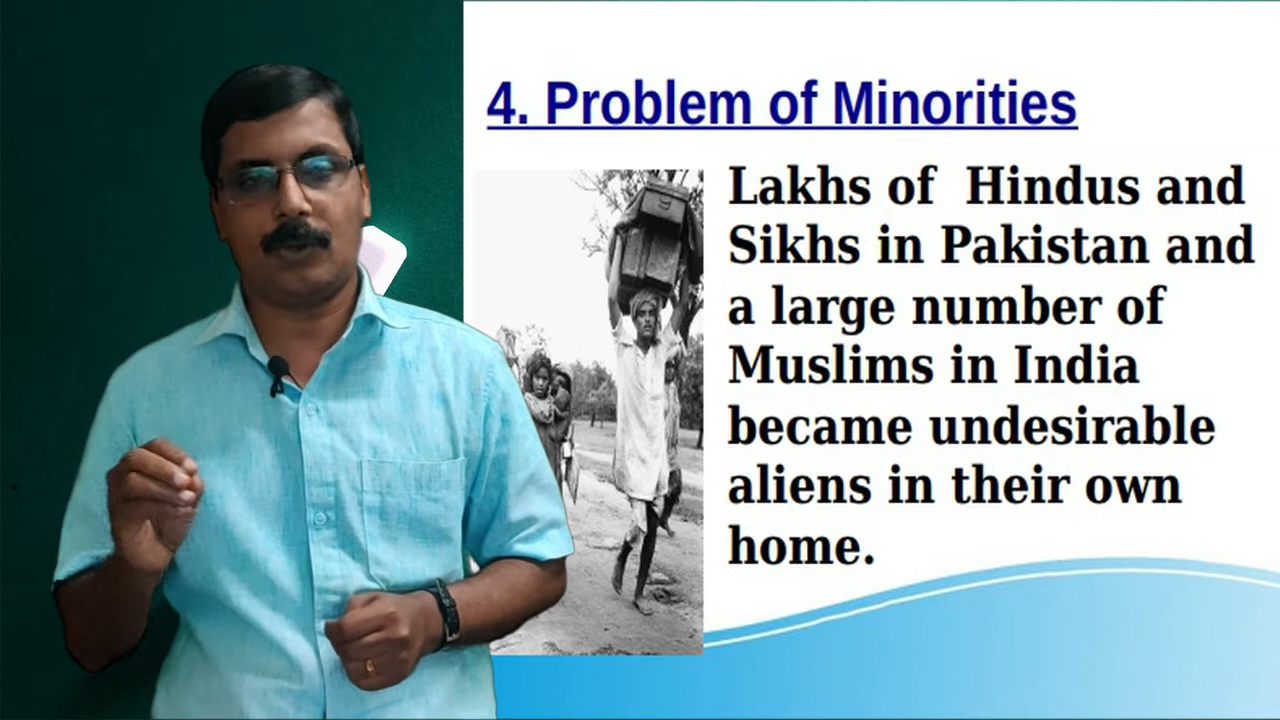 4. Problem of Minorities
Lakhs of  Hindus and
Sikhs in Pakistan and
a large number of
Muslims in India
became undesirable
aliens in their own
home.